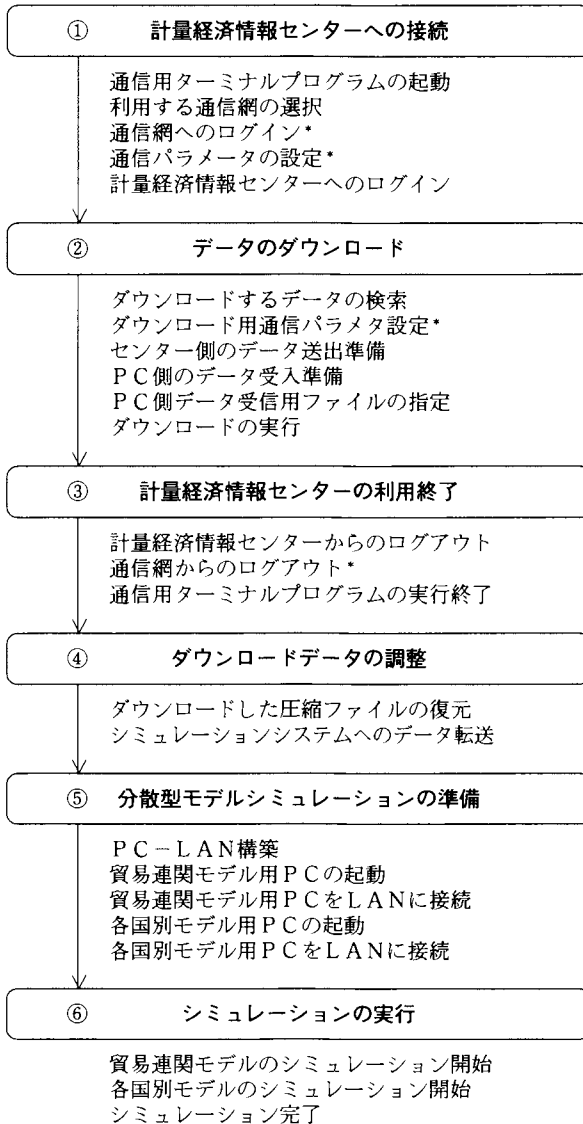 ① 計量経済情報センターへの接続
通信用ターミナルプログラムの起動
利用する通信網の選択
通信網へのログイン*
通信パラメータの設定*
計量経済情報センターへのログイン
② データのダウンロード
ダウンロードするデータの検索
ダウンロード用通信パラメタ設定*
センター側のデータ送出準備
PC側のデータ受入準備
PC側データ受信用ファイルの指定
ダウンロードの実行
③ 計量経済情報センターの利用終了
計量経済情報センターからのログアウト
通信網からのログアウト*
通信用ターミナルプログラムの実行終了
④ ダウンロードデータの調整
ダウンロードした圧縮ファイルの復元
シミュレーションシステムへのデータ転送
⑤ 分散型モデルシミュレーションの準備
PC-LAN構築
貿易連関モデル用PCの起動
貿易連関モデル用PCをLANに接続
各国別モデル用PCの起動
各国別モデル用PCをLANに接続
⑥ シミュレーションの実行
貿易連関モデルのシミュレーション開始
各国別モデルのシミュレーション開始
シミュレーション完了